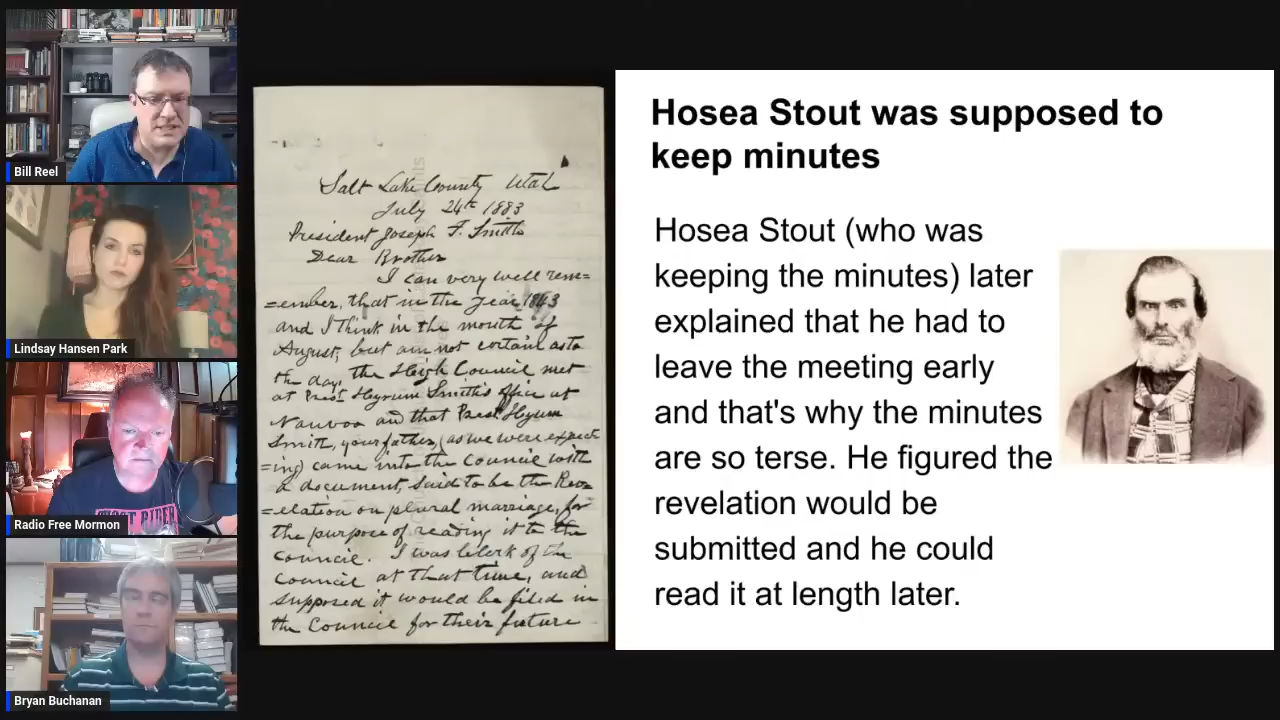 Bill Reel
Lindsay Hansen Park
Radio Free Mormon
Bryan Buchanan
Salt Lake County Utah
July 24th 1883
President Joseph F. Smith
Dear Brother
I can very well rem=
=ember, that in the year 1843
and I think in the month of
August, but am not certain as to
the day, the High Council met
at Prest Hyrum Smith's office at
Nauvoo and that Prest. Hyrum
Smith, your father, (as we were expect
=ing) came into the Council with
a document, said to be the Rev=
=elation on plural marriage, for
the purpose of reading it to the
council. I was Clerk of the
Council at that time, and
supposed it would be filed in
the Council for their future
Hosea Stout was supposed to
keep minutes
Hosea Stout (who was
keeping the minutes) later
explained that he had to
leave the meeting early
and that's why the minutes
are so terse. He figured the
revelation would be
submitted and he could
read it at length later.